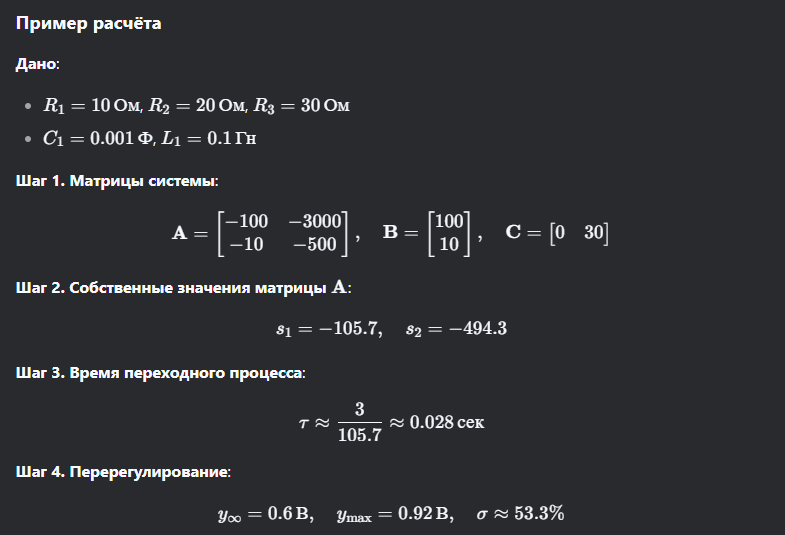 Пример расчёта
Дано:
• R₁ = 10 Ом, R₂ = 20 Ом, R₃ = 30 Ом
• C₁ = 0.001 Ф, L₁ = 0.1 Гн
Шаг 1. Матрицы системы:
A = [−100 −3000; −10 −500], B = [100; 10], C = [0 30]
Шаг 2. Собственные значения матрицы A:
s₁ = −105.7, s₂ = −494.3
Шаг 3. Время переходного процесса:
τ ≈ 3/105.7 ≈ 0.028 сек
Шаг 4. Перерегулирование:
y∞ = 0.6 В, ymax = 0.92 В, σ ≈ 53.3%